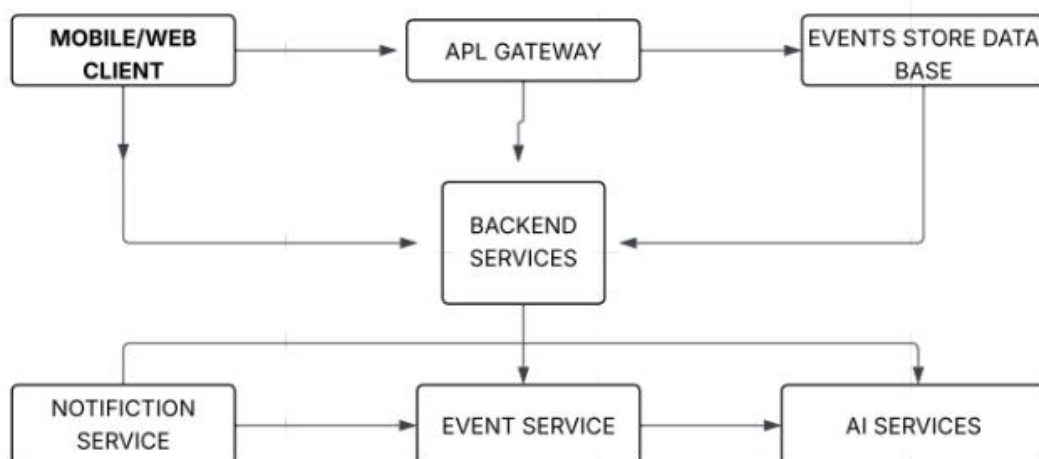 MOBILE/WEB
CLIENT
APL GATEWAY
EVENTS STORE DATA
BASE
BACKEND
SERVICES
NOTIFICTION
SERVICE
EVENT SERVICE
AI SERVICES